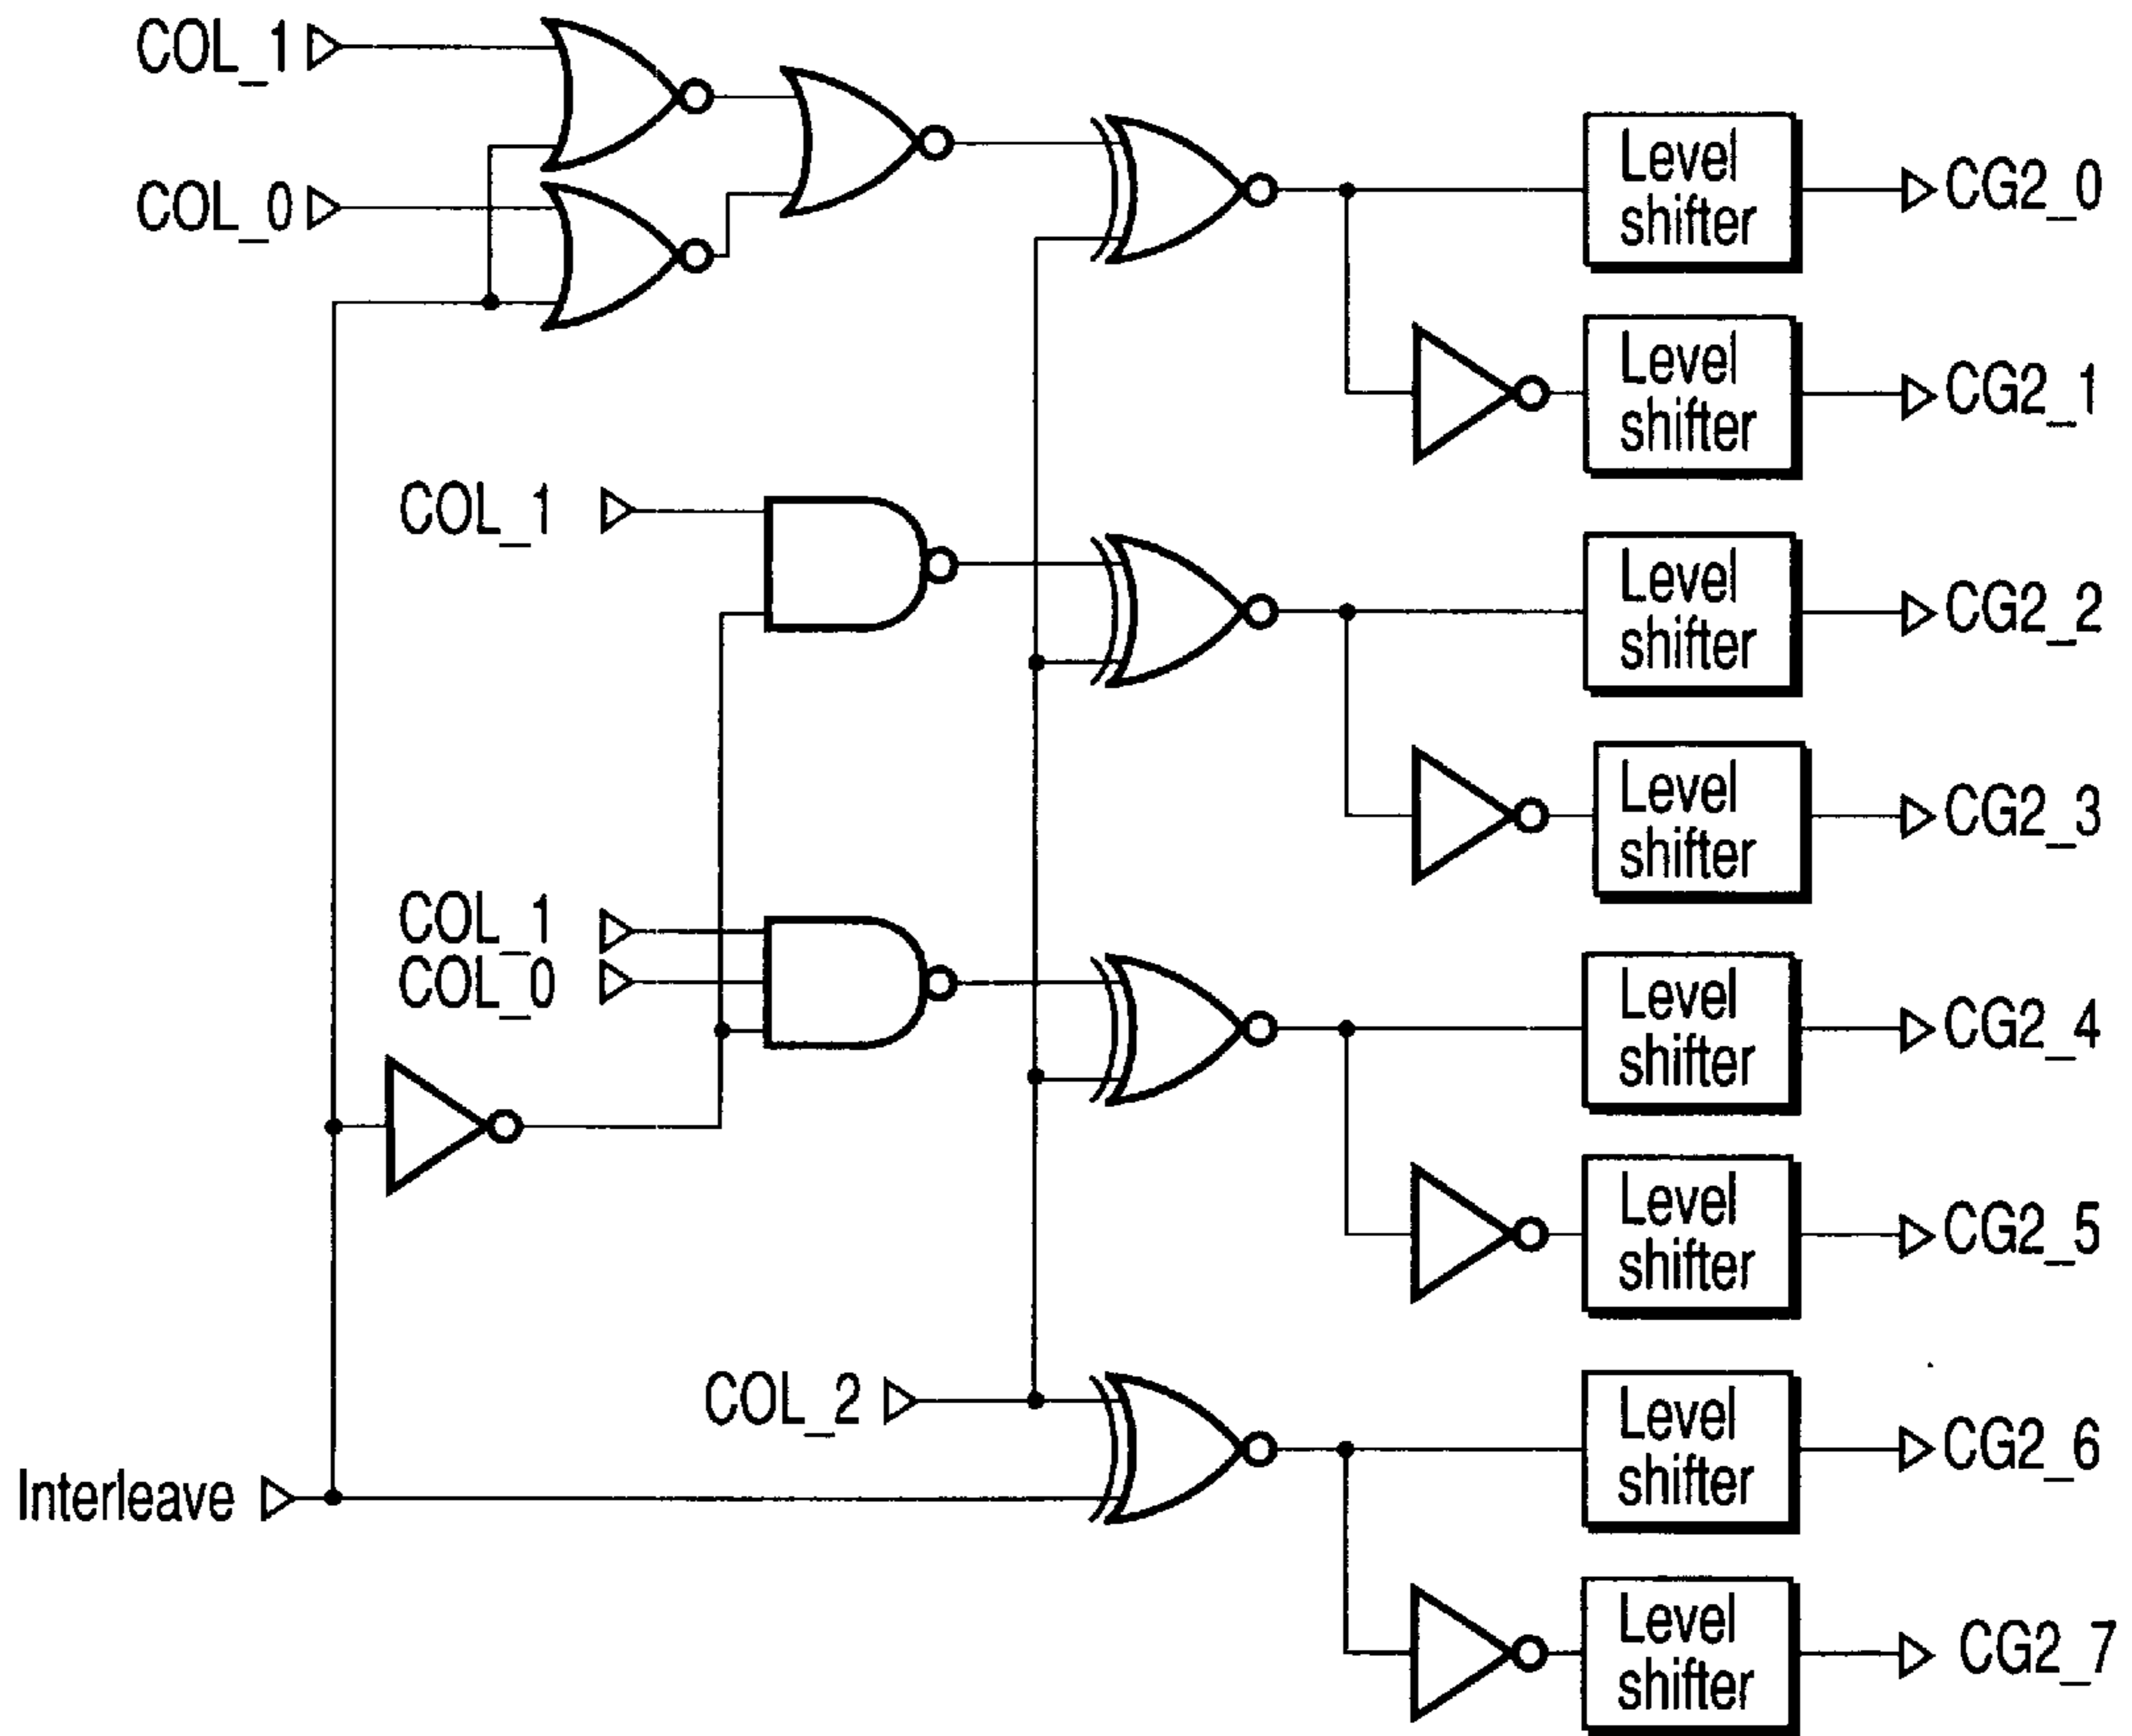 COL_1
COL_0
Level
shifter
CG2_0
Level
shifter
CG2_1
COL_1
Level
shifter
CG2_2
Level
shifter
CG2_3
COL_1
COL_0
Level
shifter
CG2_4
Level
shifter
CG2_5
COL_2
Level
shifter
CG2_6
Interleave
Level
shifter
CG2_7